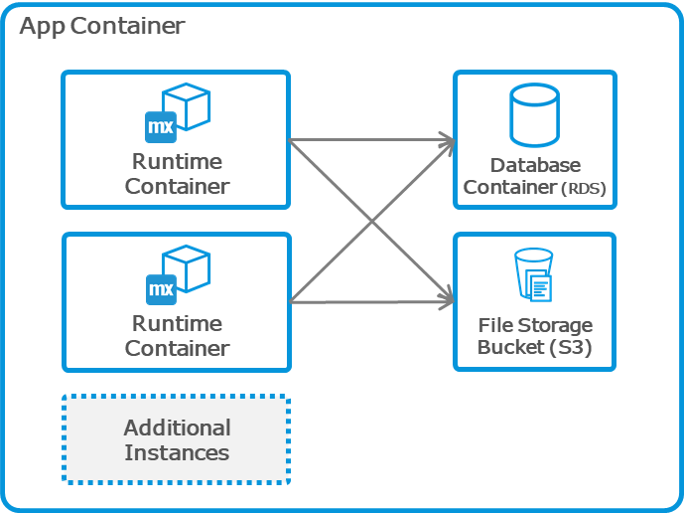 App Container
mx
Runtime
Container
Database
Container (RDS)
mx
Runtime
Container
File Storage
Bucket (S3)
Additional
Instances